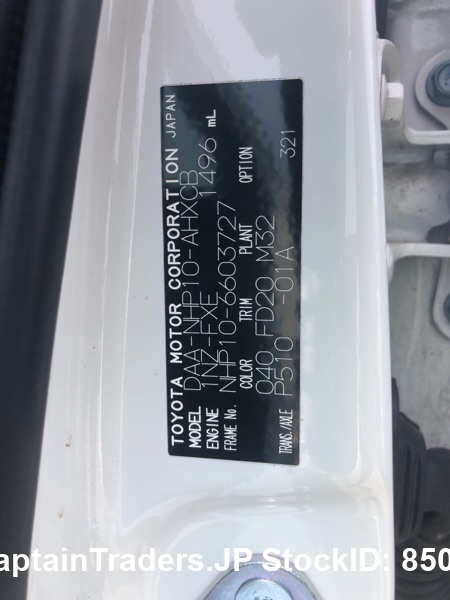 TOYOTA MOTOR CORPORATION JAPAN
MODEL DAA-NHP10-AHXCB
ENGINE 1NZ-FXE 1496 mL
FRAME No. NHP10-6603727
COLOR TRIM PLANT OPTION
040 FD20 M32 321
TRANS./AXLE P510 -01A
aptainTraders.JP StockID: 850